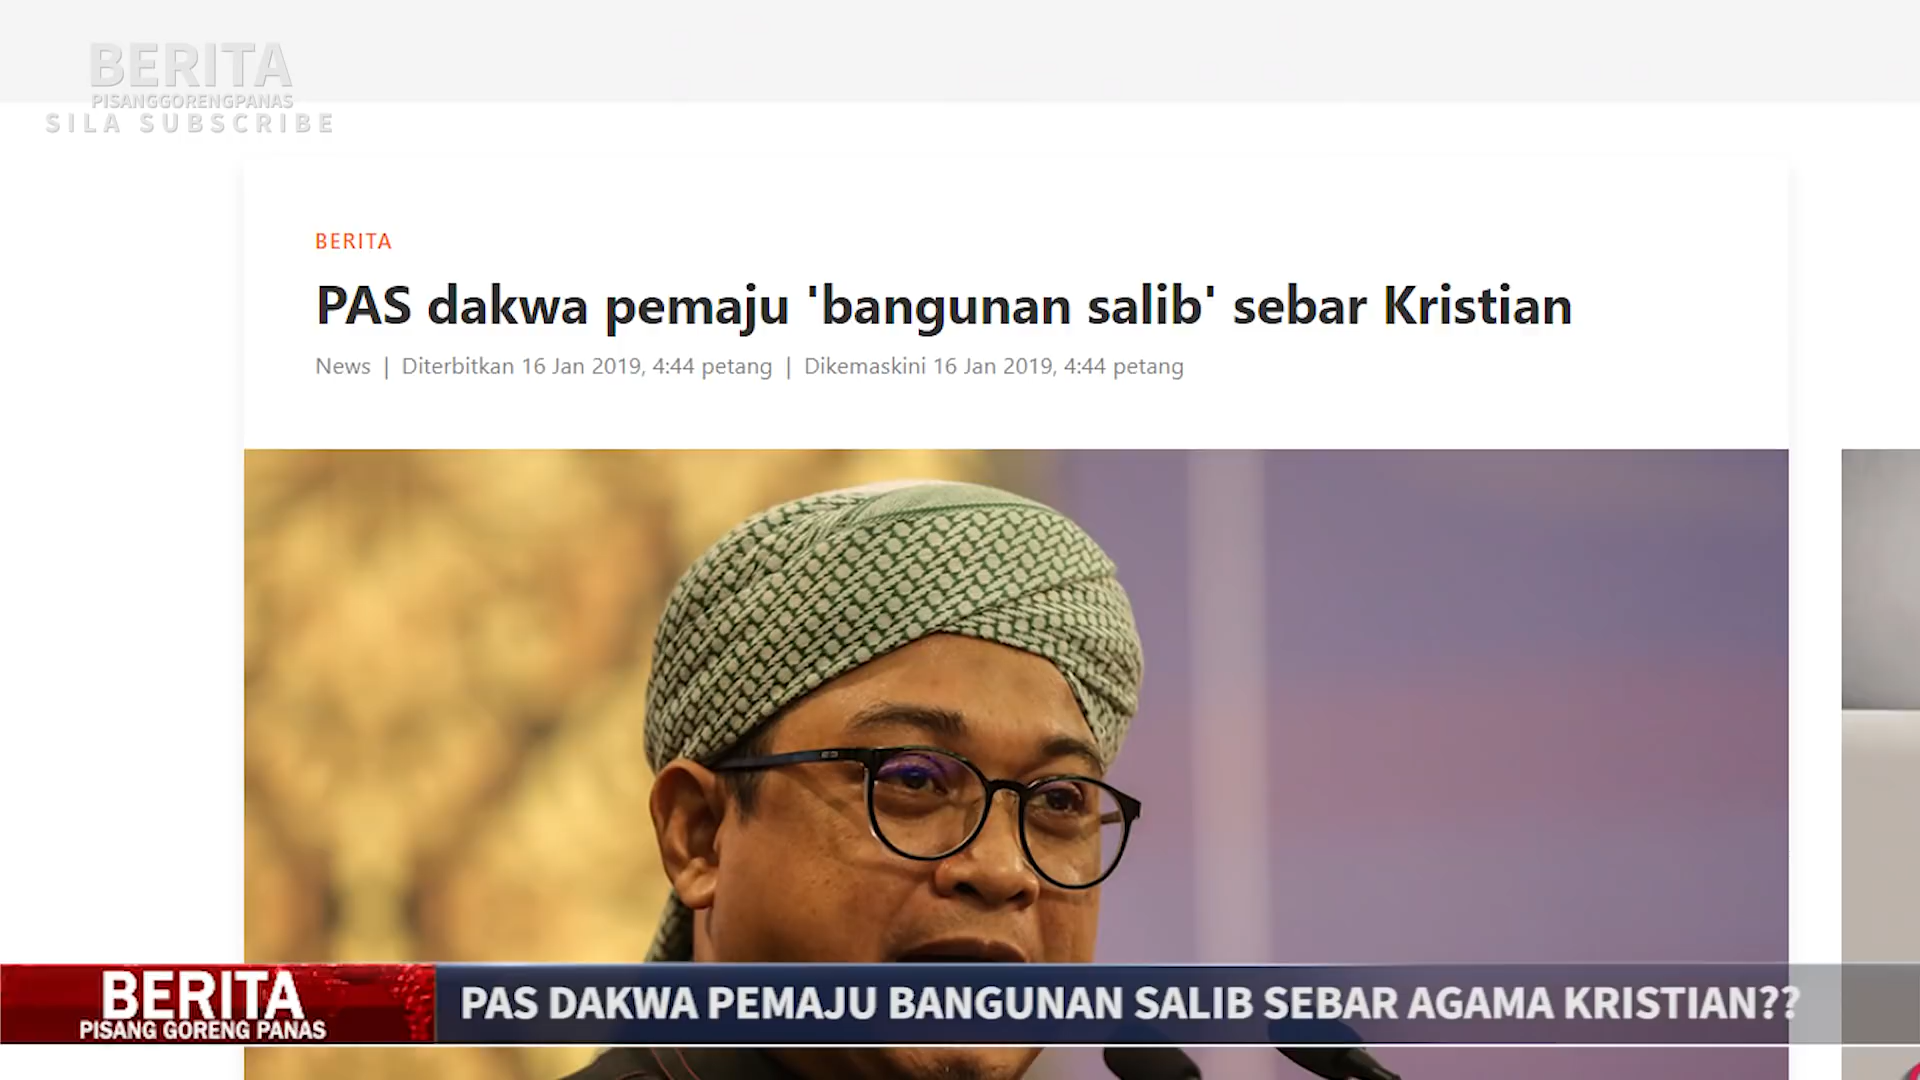 BERITA
PISANGGORENGPANAS
SILA SUBSCRIBE
BERITA
PAS dakwa pemaju 'bangunan salib' sebar Kristian
News | Diterbitkan 16 Jan 2019, 4:44 petang | Dikemaskini 16 Jan 2019, 4:44 petang
BERITA
PISANG GORENG PANAS
PAS DAKWA PEMAJU BANGUNAN SALIB SEBAR AGAMA KRISTIAN??